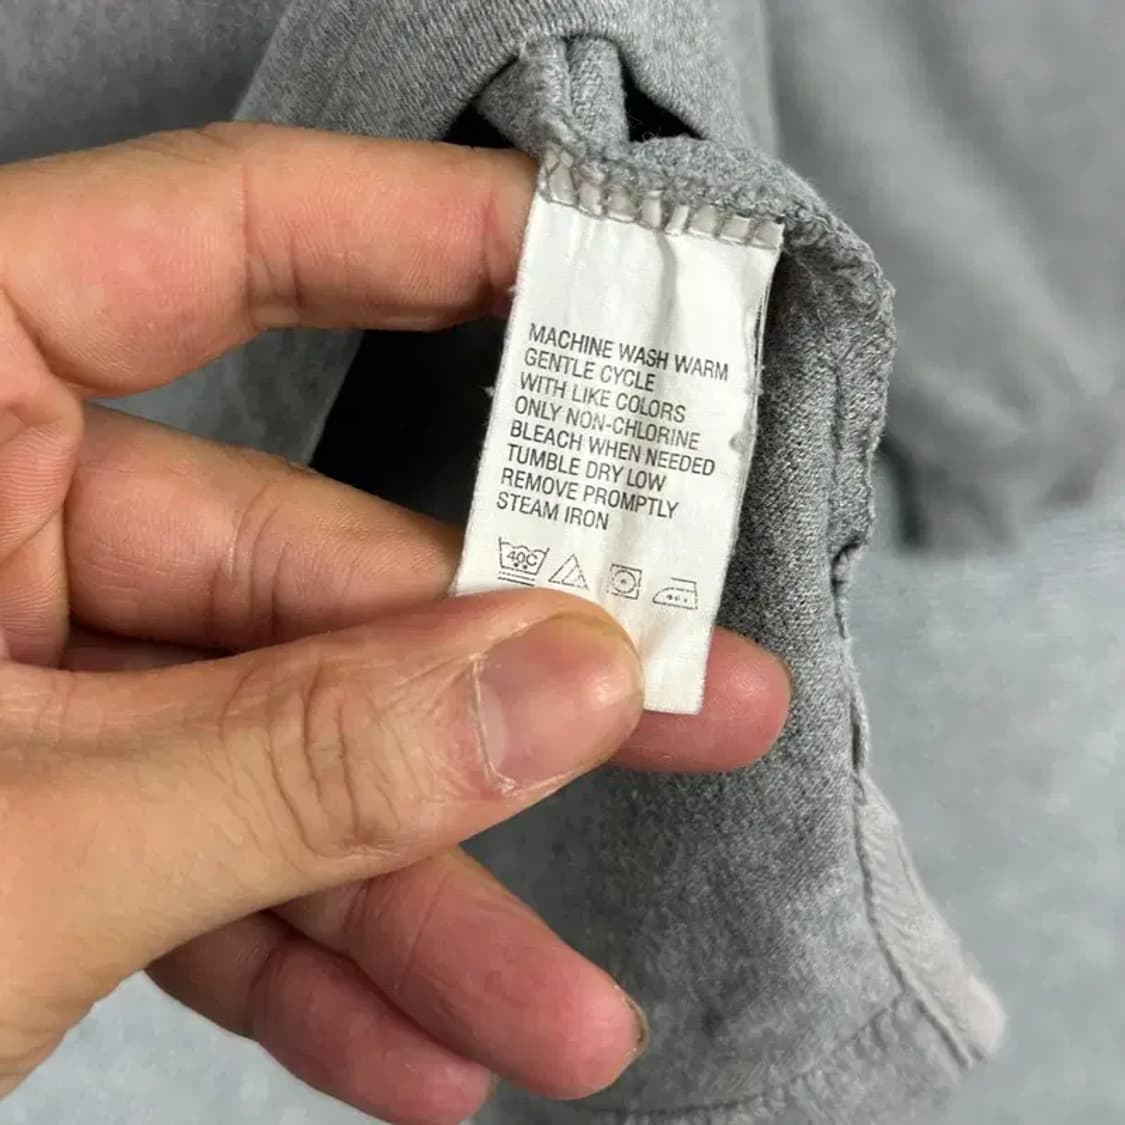 MACHINE WASH WARM
GENTLE CYCLE
WITH LIKE COLORS
ONLY NON-CHLORINE
BLEACH WHEN NEEDED
TUMBLE DRY LOW
REMOVE PROMPTLY
STEAM IRON
40C